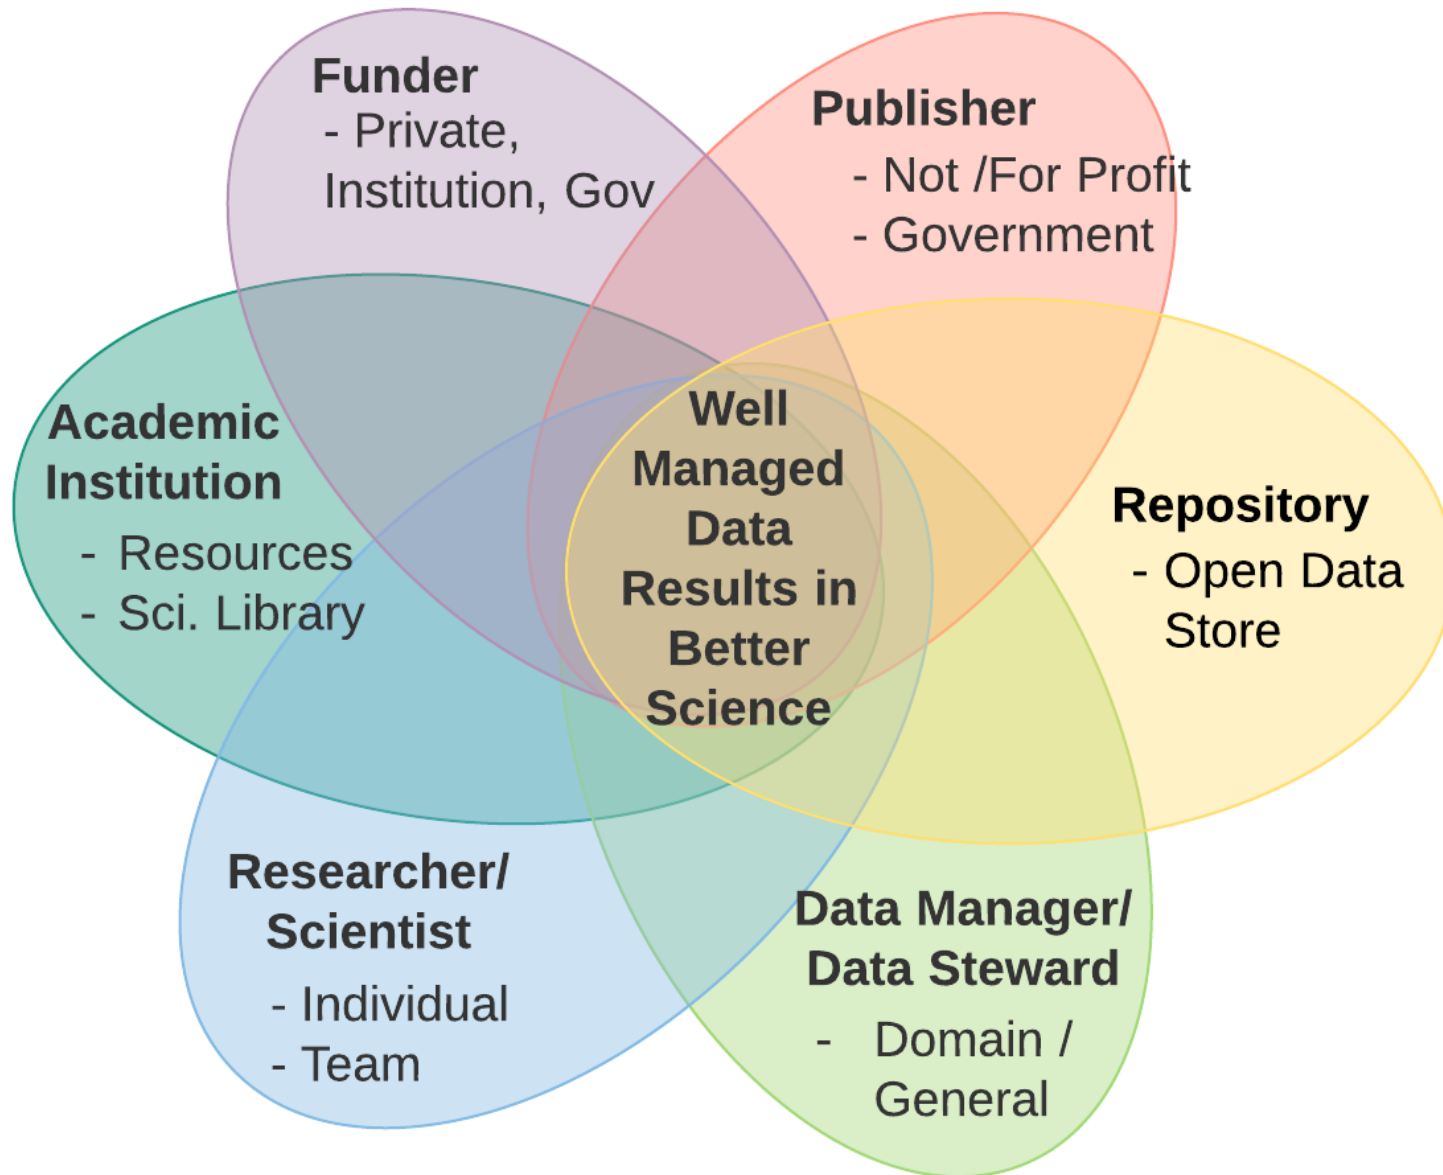 Funder
- Private,
Institution, Gov
Publisher
- Not /For Profit
- Government
Academic
Institution
- Resources
- Sci. Library
Well
Managed
Data
Results in
Better
Science
Repository
- Open Data
Store
Researcher/
Scientist
- Individual
- Team
Data Manager/
Data Steward
- Domain /
General